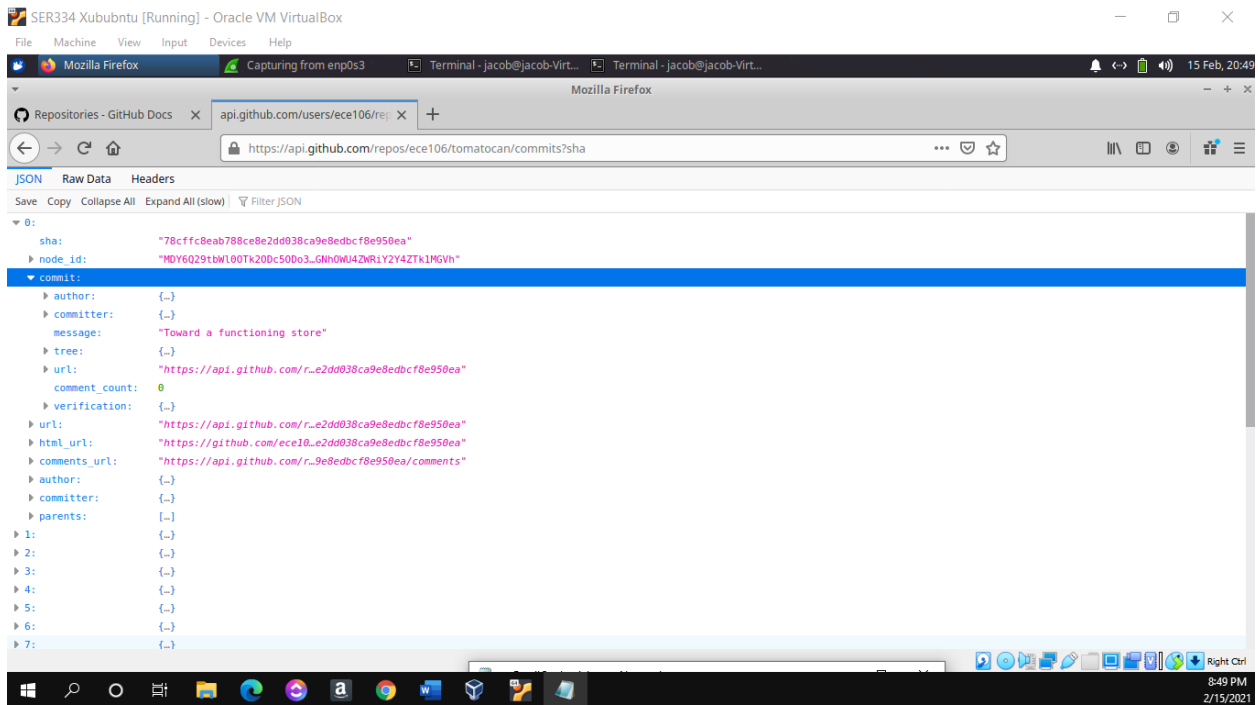 SER334 Xububntu [Running] - Oracle VM VirtualBox
File Machine View Input Devices Help
Mozilla Firefox Capturing from enp0s3 Terminal - jacob@jacob-Virt... Terminal - jacob@jacob-Virt... 15 Feb, 20:49
Mozilla Firefox
Repositories - GitHub Docs api.github.com/users/ece106/rep
https://api.github.com/repos/ece106/tomatocan/commits?sha
JSON Raw Data Headers
Save Copy Collapse All Expand All (slow) Filter JSON
0:
sha: "78cffc8eab788ce8e2dd038ca9e8edbcf8e950ea"
node_id: "MDY6Q29tbWl0OTk2ODc5ODo3…GNhOWU4ZWRiY2Y4ZTk1MGVh"
commit:
author: {…}
committer: {…}
message: "Toward a functioning store"
tree: {…}
url: "https://api.github.com/r…e2dd038ca9e8edbcf8e950ea"
comment_count: 0
verification: {…}
url: "https://api.github.com/r…e2dd038ca9e8edbcf8e950ea"
html_url: "https://github.com/ece10…e2dd038ca9e8edbcf8e950ea"
comments_url: "https://api.github.com/r…9e8edbcf8e950ea/comments"
author: {…}
committer: {…}
parents: […]
1: {…}
2: {…}
3: {…}
4: {…}
5: {…}
6: {…}
7: {…}
Right Ctrl
8:49 PM
2/15/2021